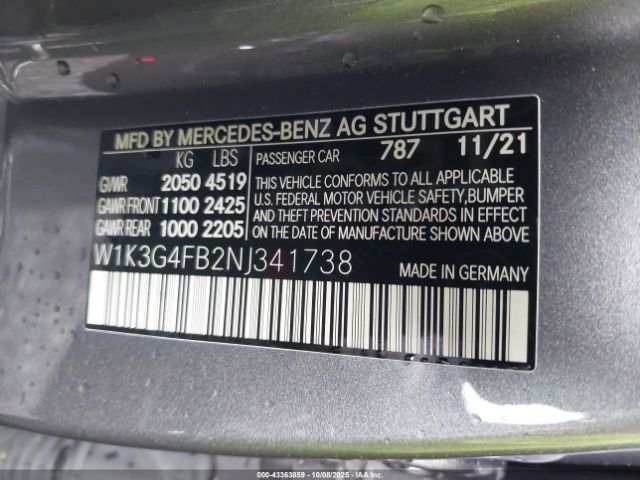 MFD BY MERCEDES-BENZ AG STUTTGART
KG LBS
GVWR 2050 4519
GAWR FRONT 1100 2425
GAWR REAR 1000 2205
PASSENGER CAR 787 11/21
THIS VEHICLE CONFORMS TO ALL APPLICABLE
U.S. FEDERAL MOTOR VEHICLE SAFETY, BUMPER
AND THEFT PREVENTION STANDARDS IN EFFECT
ON THE DATE OF MANUFACTURE SHOWN ABOVE
W1K3G4FB2NJ341738 MADE IN GERMANY
000-43363859 | 10/08/2025 | IAA, Inc.